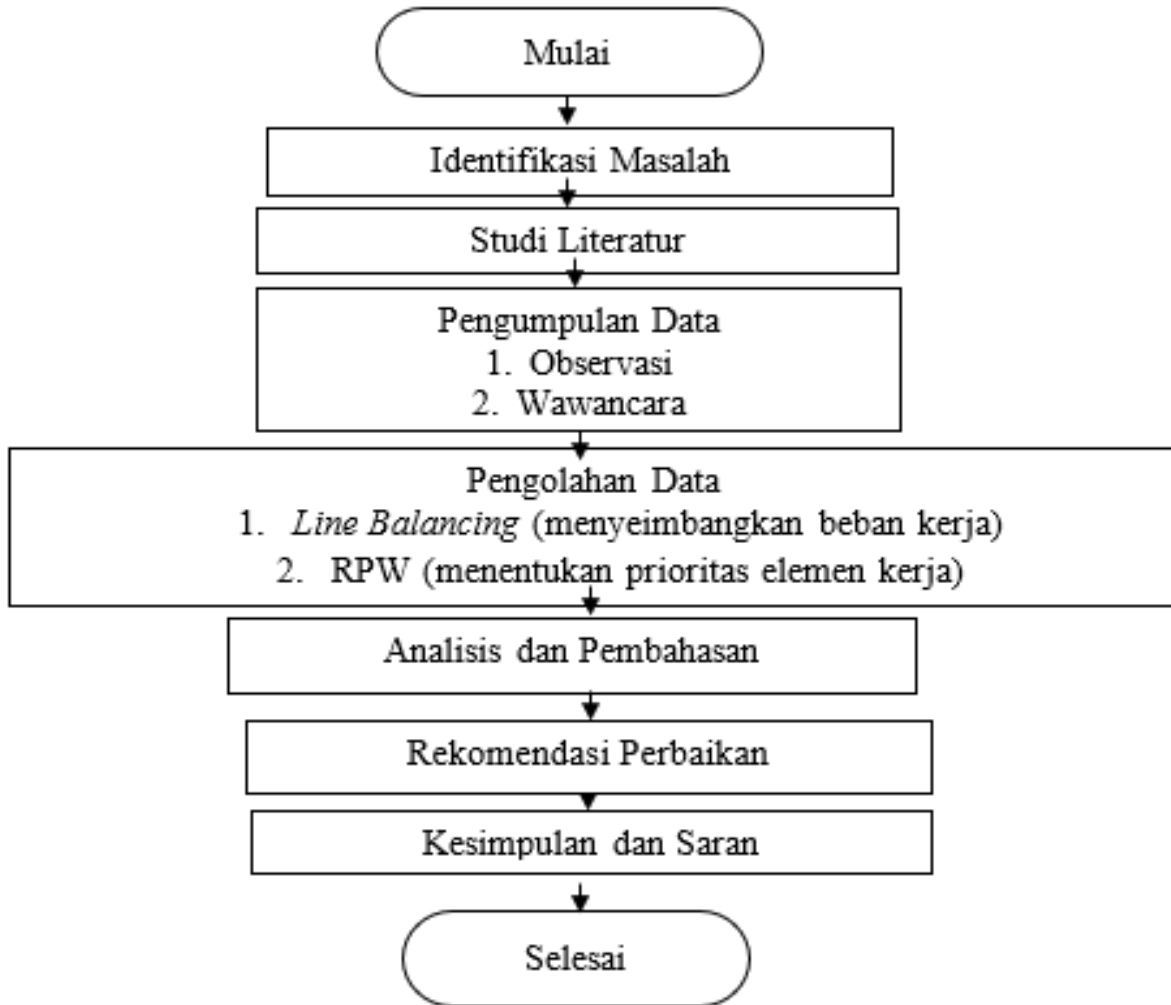 Mulai
Identifikasi Masalah
Studi Literatur
Pengumpulan Data
1. Observasi
2. Wawancara
Pengolahan Data
1. Line Balancing (menyeimbangkan beban kerja)
2. RPW (menentukan prioritas elemen kerja)
Analisis dan Pembahasan
Rekomendasi Perbaikan
Kesimpulan dan Saran
Selesai